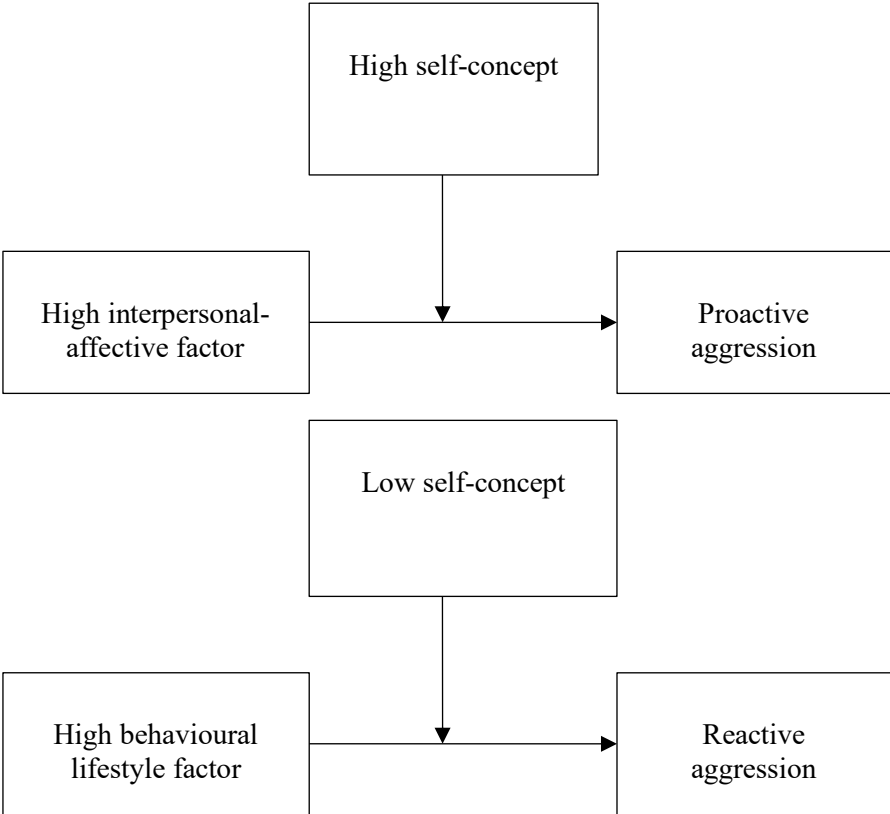 High self-concept
High interpersonal-
affective factor
Proactive
aggression
Low self-concept
High behavioural
lifestyle factor
Reactive
aggression